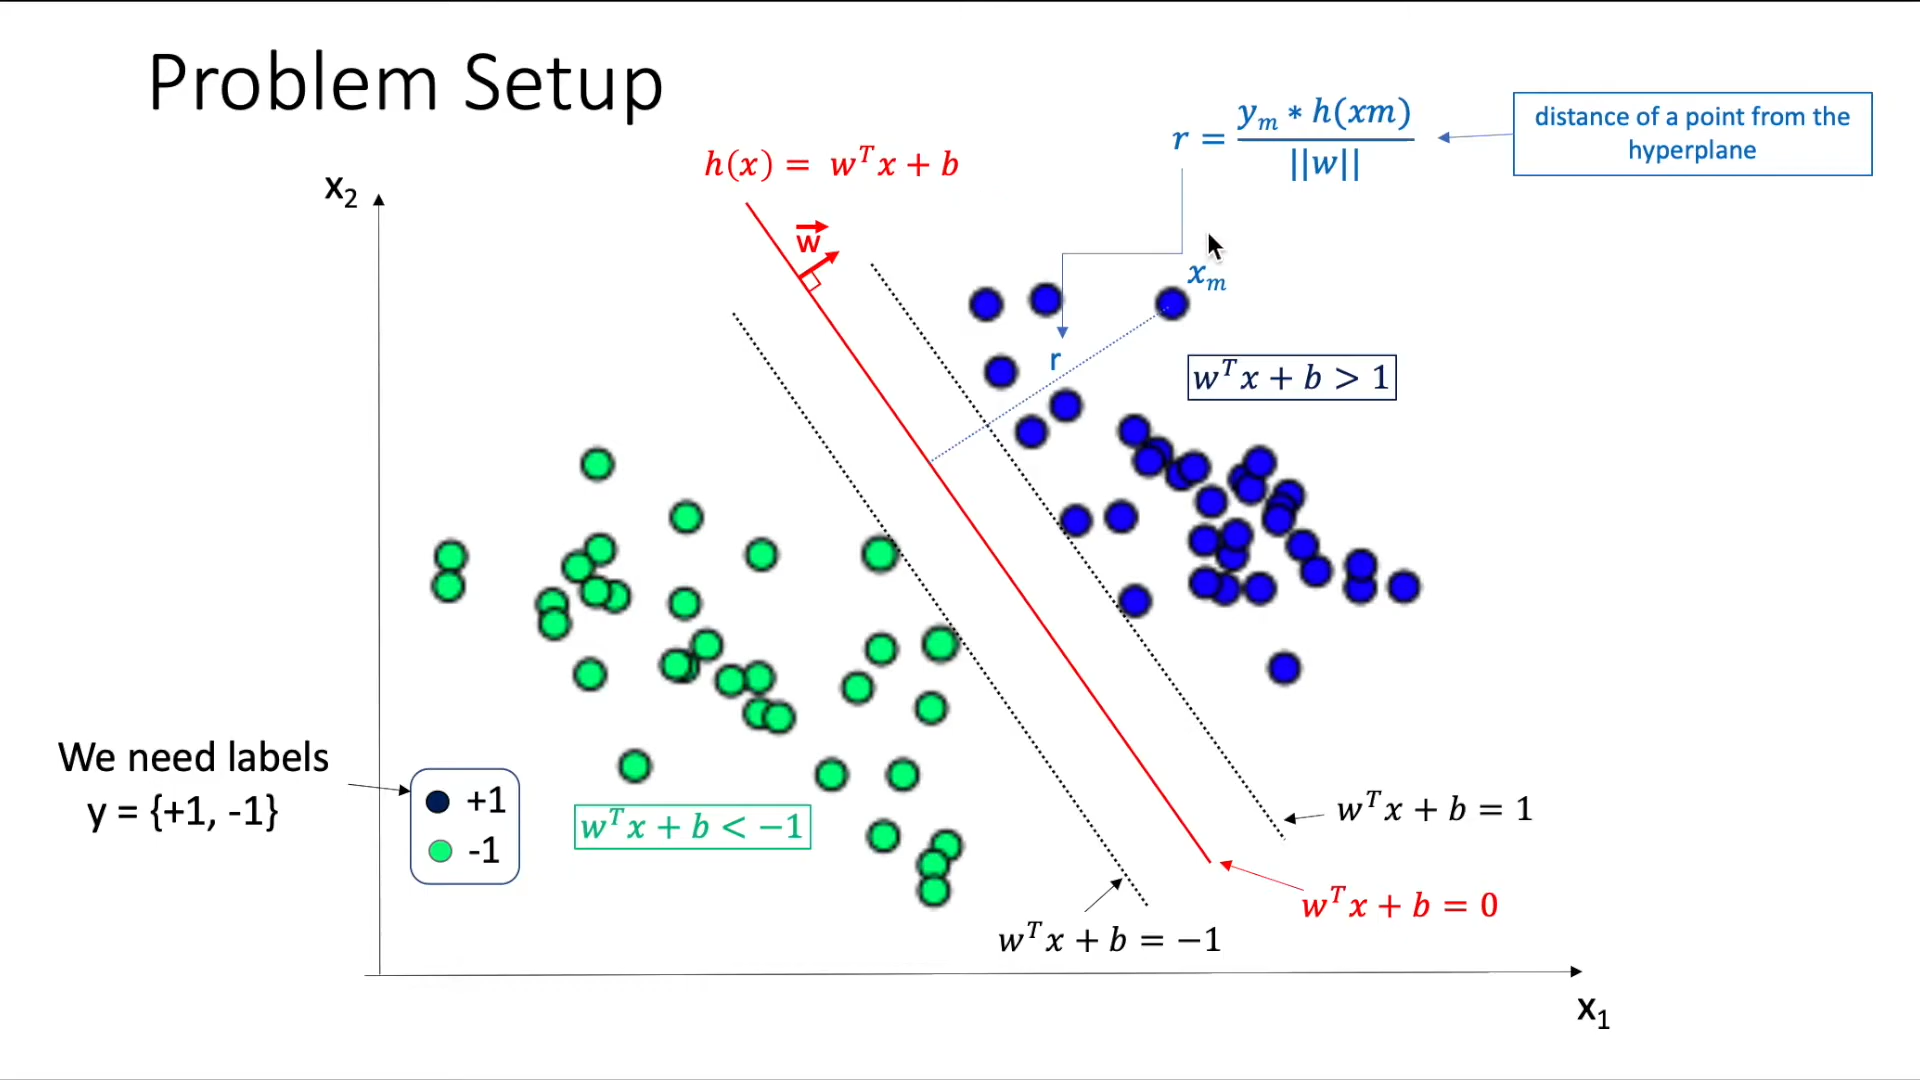 Problem Setup
r = y_m * h(xm) / ||w||
distance of a point from the
hyperplane
h(x) = w^T x + b
x₂
w
x_m
r
w^T x + b > 1
We need labels
y = {+1, -1}
+1
-1
w^T x + b < −1
w^T x + b = 1
w^T x + b = 0
w^T x + b = −1
x₁